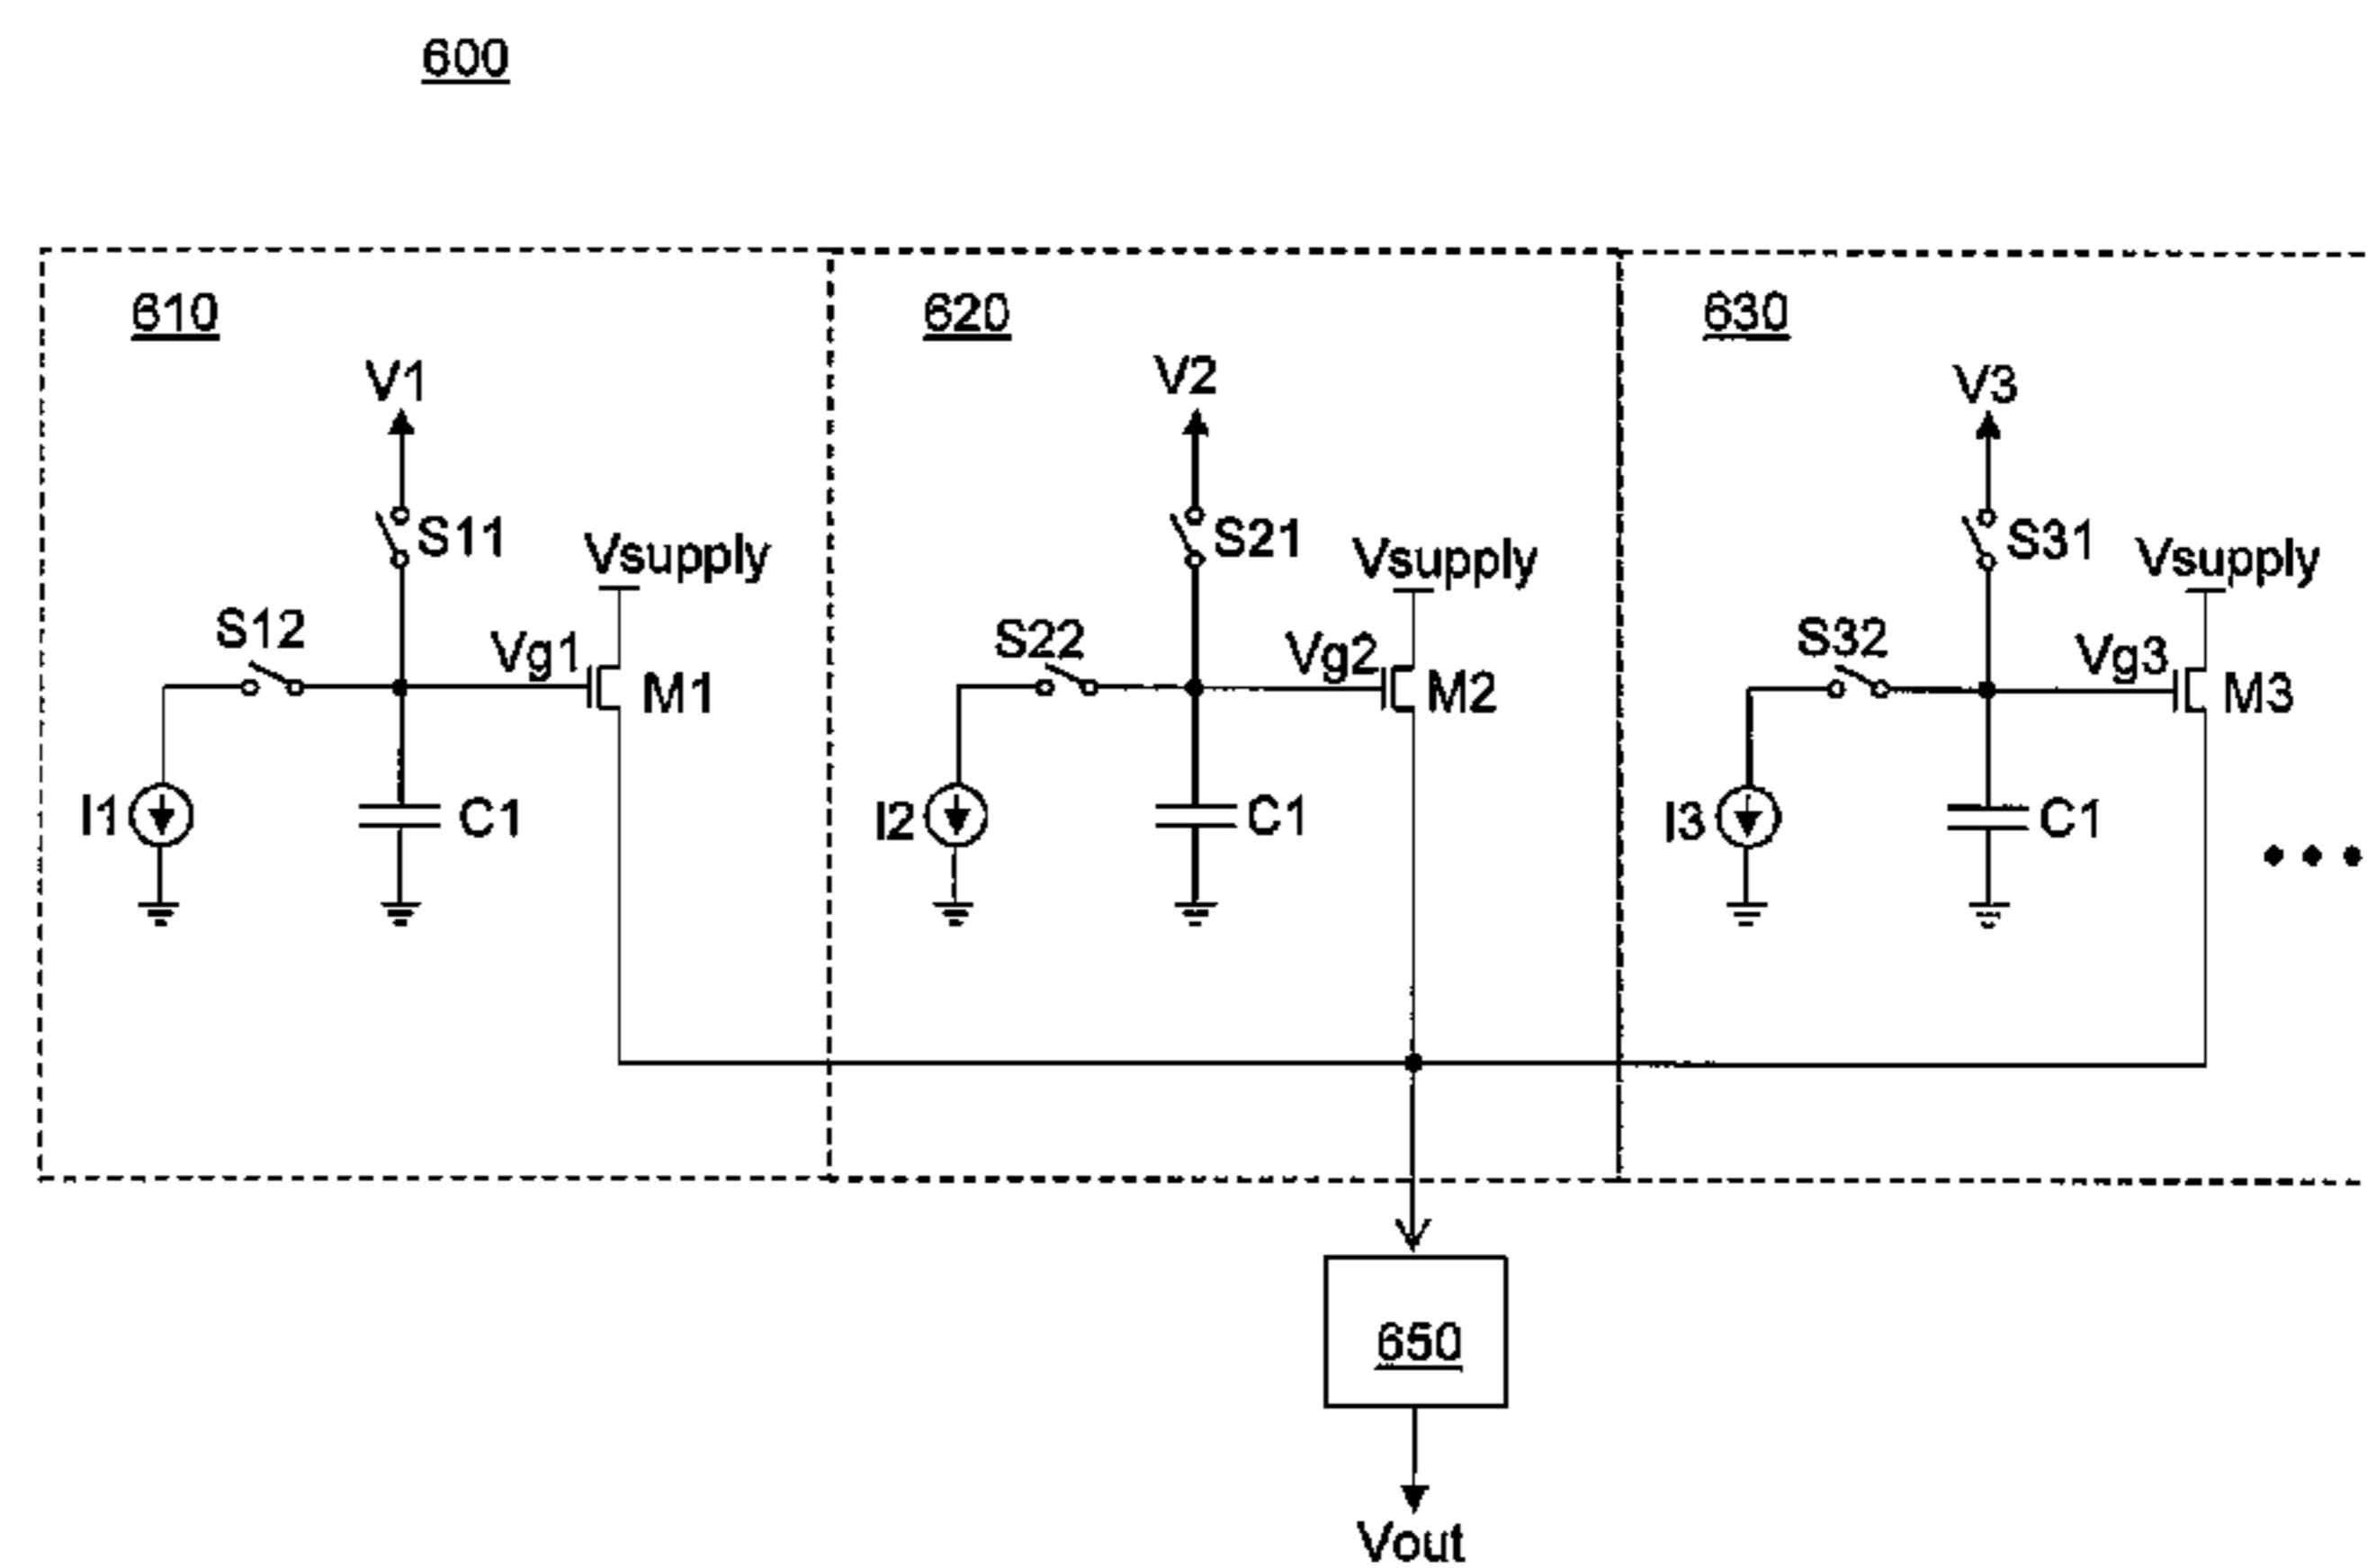 600
610
620
630
V1
V2
V3
S11
S21
S31
Vsupply
Vsupply
Vsupply
S12
S22
S32
Vg1
Vg2
Vg3
M1
M2
M3
I1
C1
I2
C1
I3
C1
650
Vout